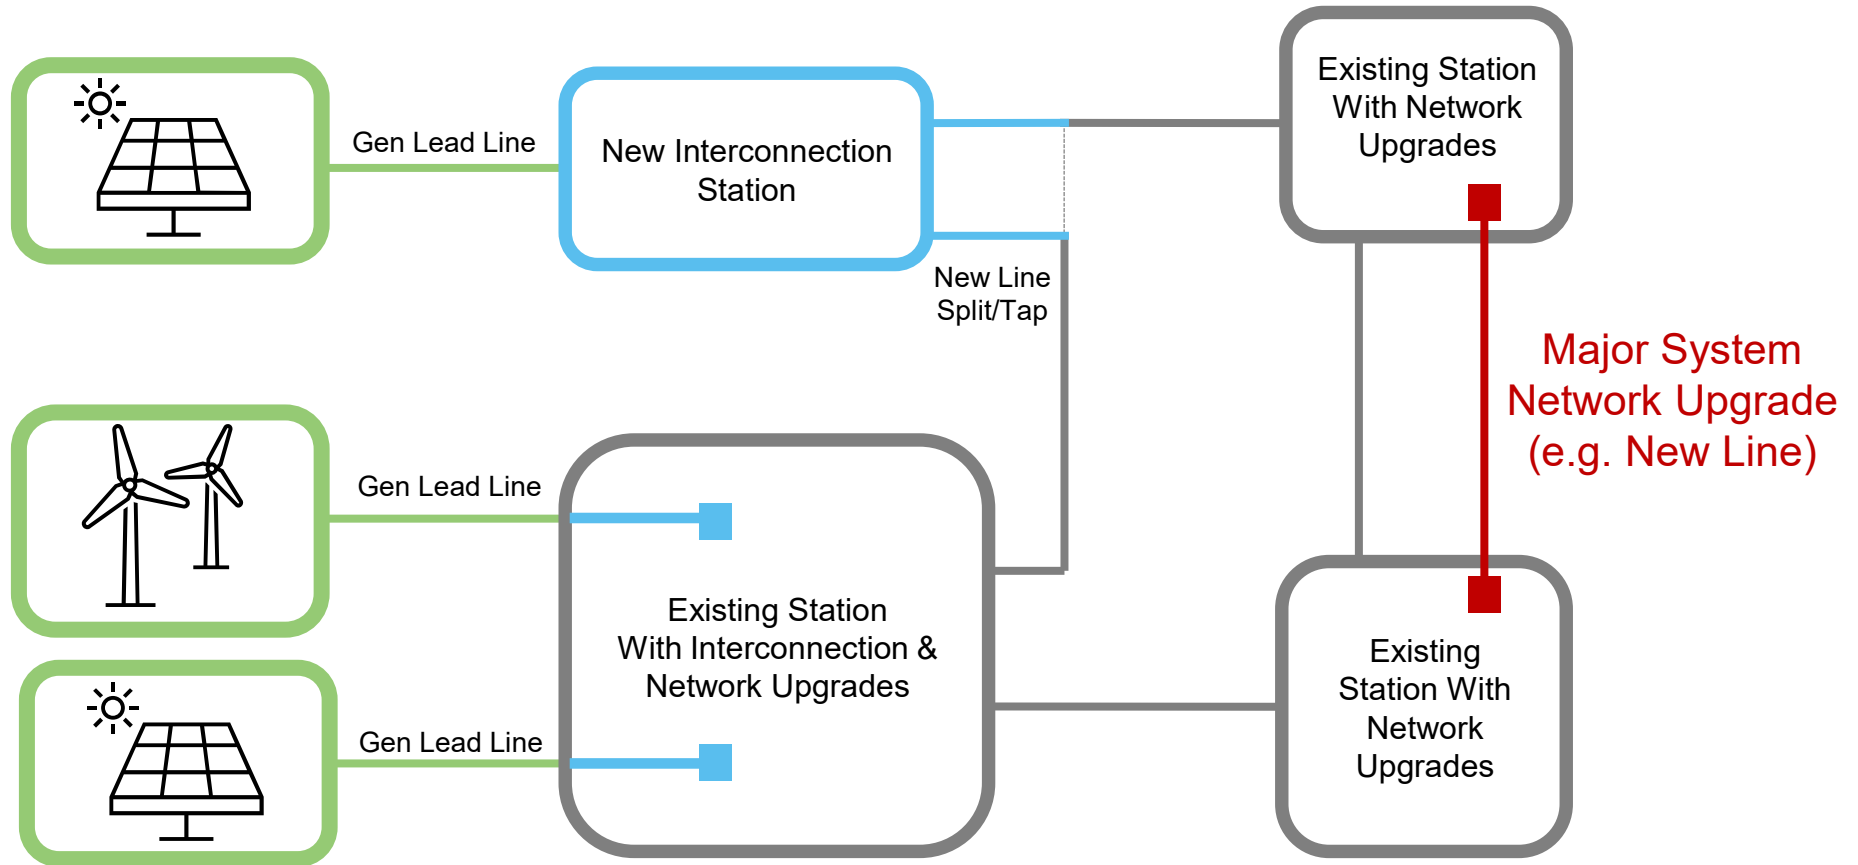 Gen Lead Line
New Interconnection
Station
New Line
Split/Tap
Existing Station
With Network
Upgrades
Major System
Network Upgrade
(e.g. New Line)
Gen Lead Line
Existing Station
With Interconnection &
Network Upgrades
Gen Lead Line
Existing
Station With
Network
Upgrades